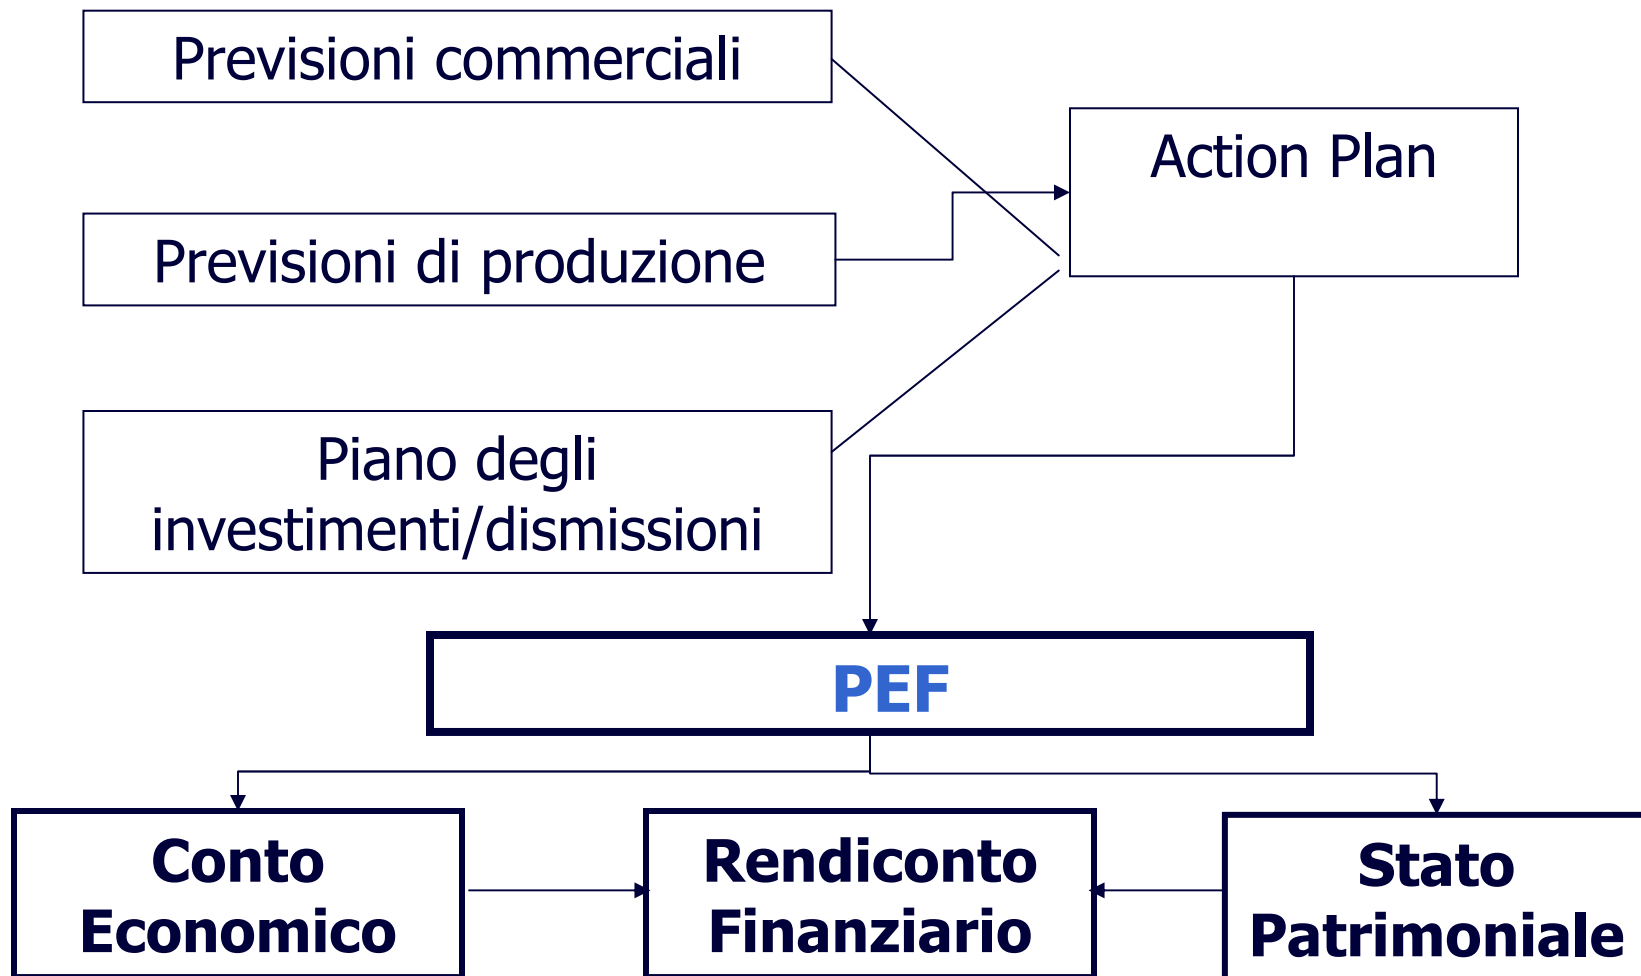 Previsioni commerciali
Action Plan
Previsioni di produzione
Piano degli
investimenti/dismissioni
PEF
Conto
Economico
Rendiconto
Finanziario
Stato
Patrimoniale